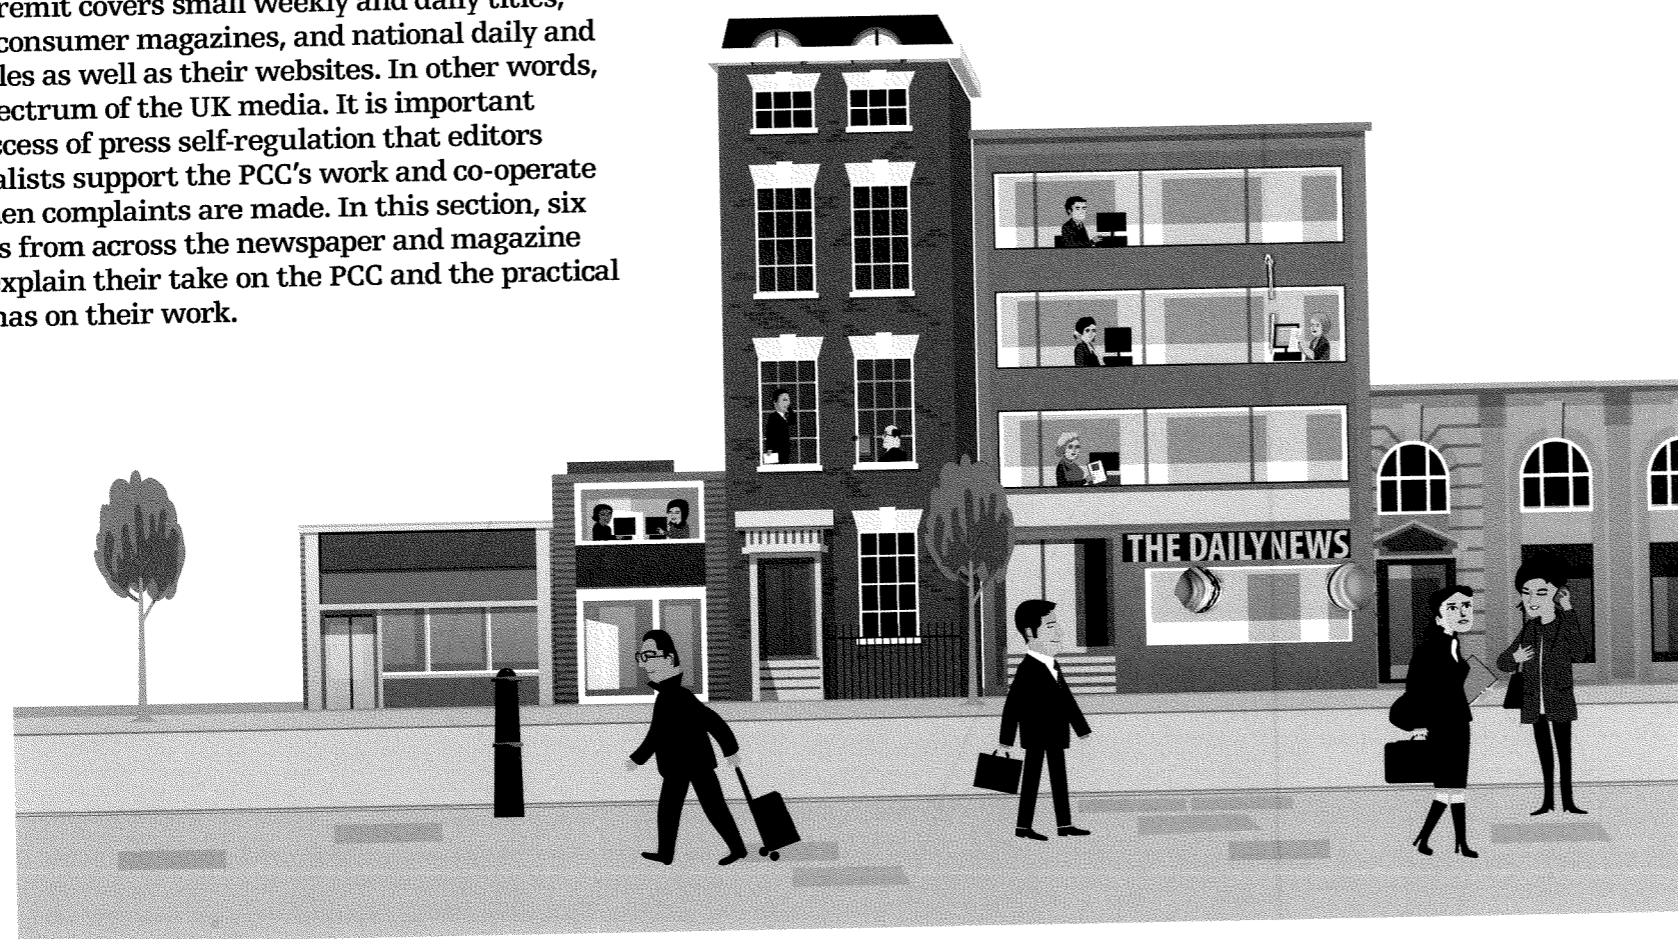 remit covers small weekly and daily titles,
consumer magazines, and national daily and
les as well as their websites. In other words,
ectrum of the UK media. It is important
ccess of press self-regulation that editors
alists support the PCC's work and co-operate
en complaints are made. In this section, six
s from across the newspaper and magazine
xplain their take on the PCC and the practical
has on their work.
THE DAILY NEWS